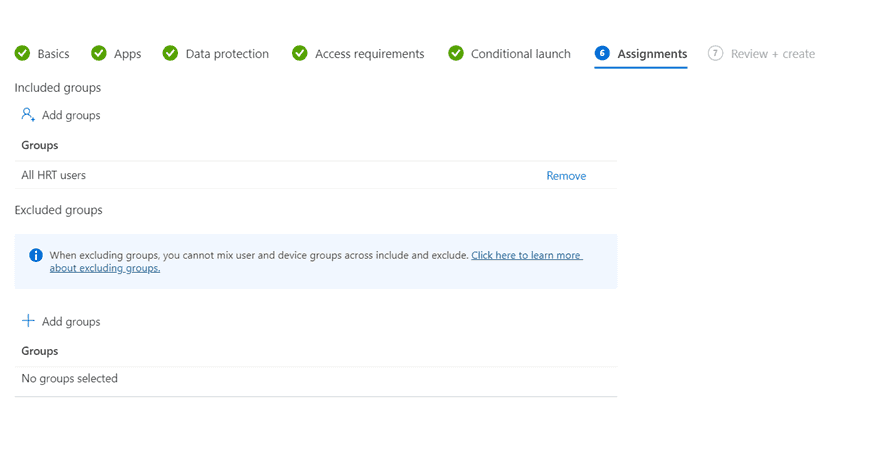 Basics Apps Data protection Access requirements Conditional launch 6 Assignments 7 Review + create
Included groups
Add groups
Groups
All HRT users Remove
Excluded groups
When excluding groups, you cannot mix user and device groups across include and exclude. Click here to learn more
about excluding groups.
Add groups
Groups
No groups selected